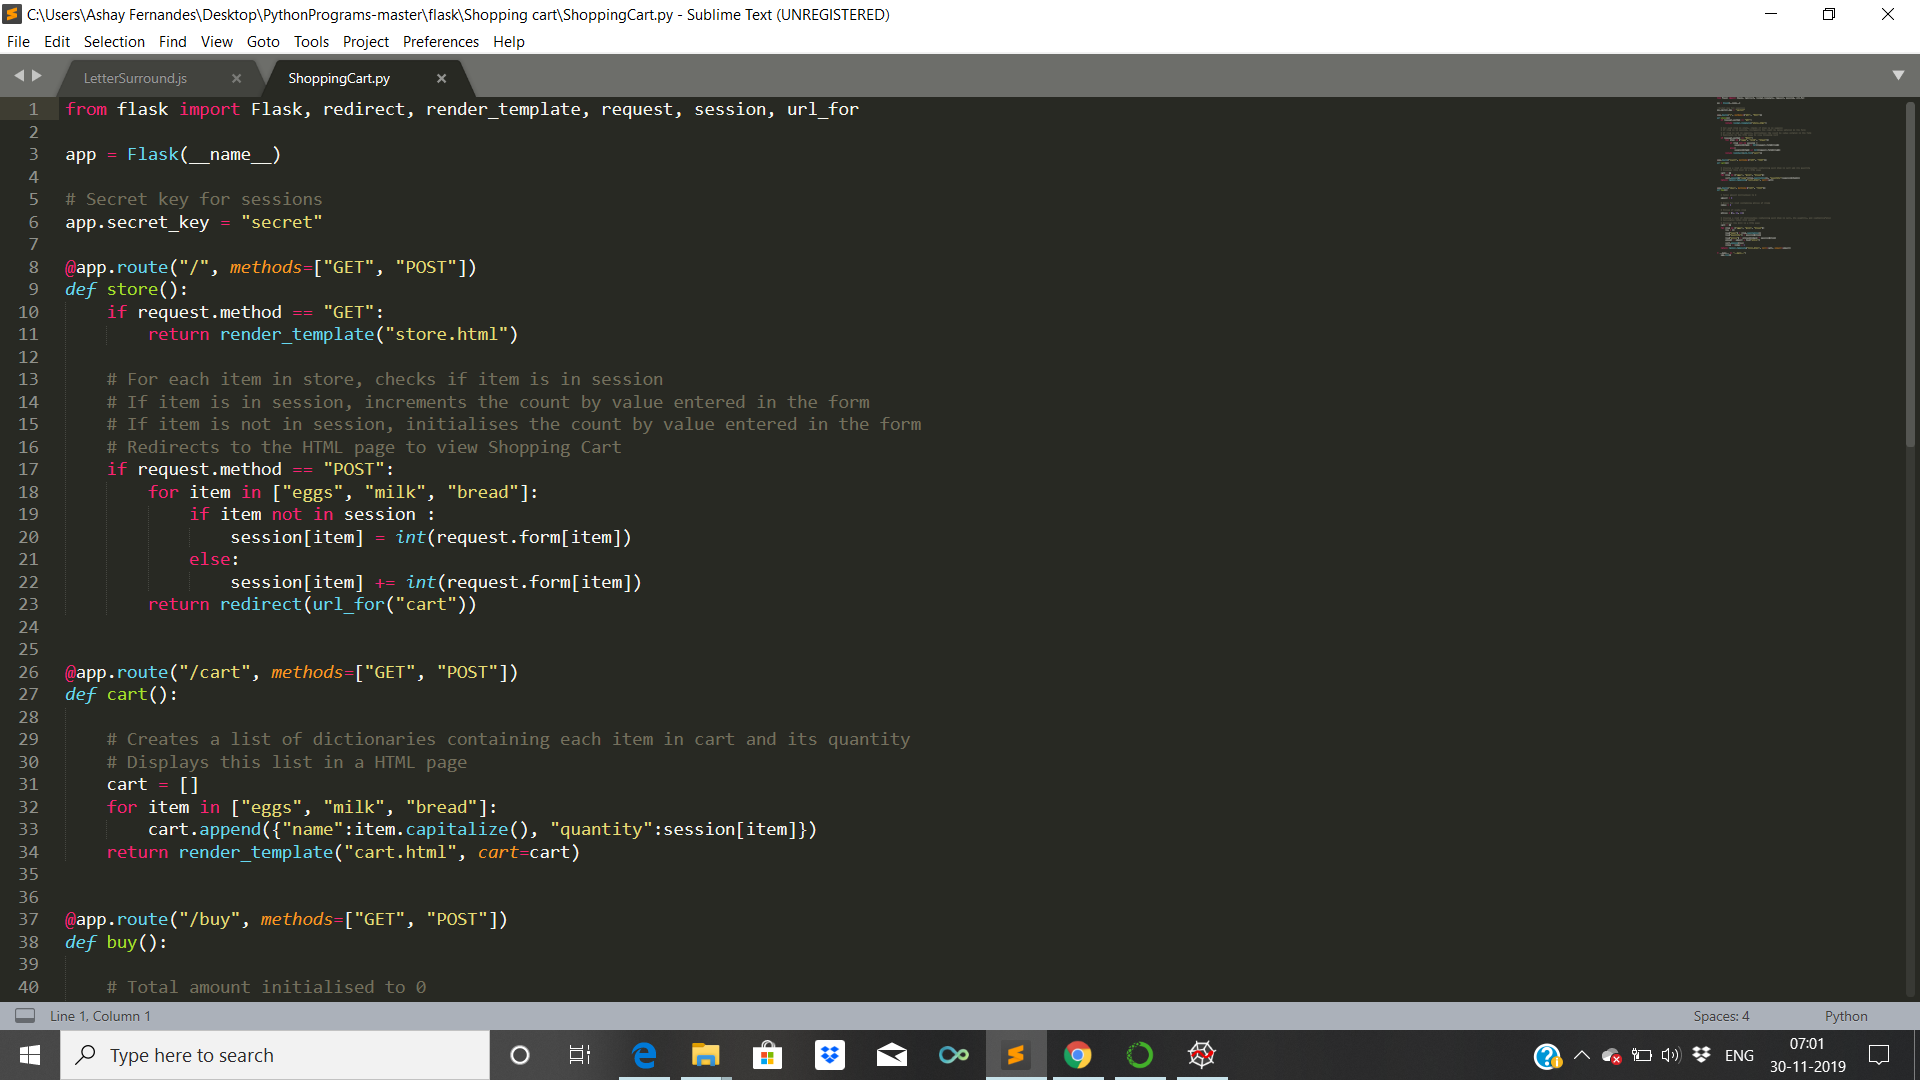 C:\Users\Ashay Fernandes\Desktop\PythonPrograms-master\flask\Shopping cart\ShoppingCart.py - Sublime Text (UNREGISTERED)
File Edit Selection Find View Goto Tools Project Preferences Help
LetterSurround.js ShoppingCart.py
1 from flask import Flask, redirect, render_template, request, session, url_for
2
3 app = Flask(__name__)
4
5 # Secret key for sessions
6 app.secret_key = "secret"
7
8 @app.route("/", methods=["GET", "POST"])
9 def store():
10     if request.method == "GET":
11         return render_template("store.html")
12
13     # For each item in store, checks if item is in session
14     # If item is in session, increments the count by value entered in the form
15     # If item is not in session, initialises the count by value entered in the form
16     # Redirects to the HTML page to view Shopping Cart
17     if request.method == "POST":
18         for item in ["eggs", "milk", "bread"]:
19             if item not in session :
20                 session[item] = int(request.form[item])
21             else:
22                 session[item] += int(request.form[item])
23         return redirect(url_for("cart"))
24
25
26 @app.route("/cart", methods=["GET", "POST"])
27 def cart():
28
29     # Creates a list of dictionaries containing each item in cart and its quantity
30     # Displays this list in a HTML page
31     cart = []
32     for item in ["eggs", "milk", "bread"]:
33         cart.append({"name":item.capitalize(), "quantity":session[item]})
34     return render_template("cart.html", cart=cart)
35
36
37 @app.route("/buy", methods=["GET", "POST"])
38 def buy():
39
40     # Total amount initialised to 0
Line 1, Column 1 Spaces: 4 Python
Type here to search
ENG
07:01
30-11-2019